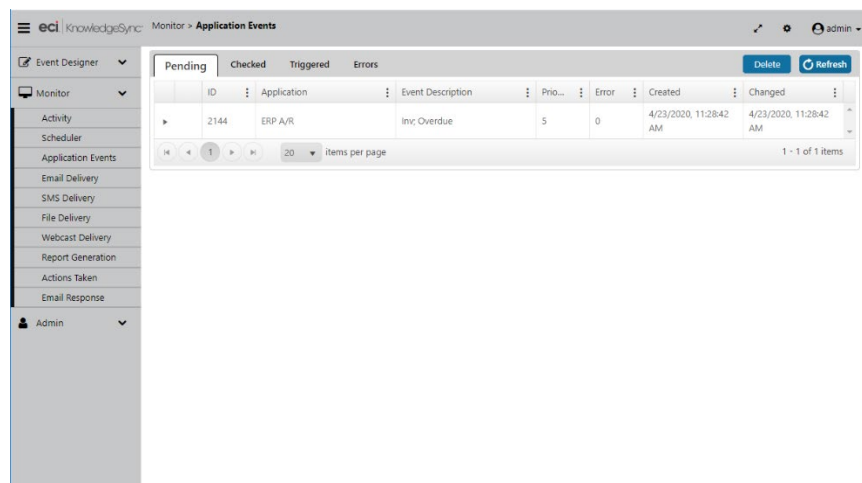 eci KnowledgeSync Monitor > Application Events admin
Event Designer
Monitor
Activity
Scheduler
Application Events
Email Delivery
SMS Delivery
File Delivery
Webcast Delivery
Report Generation
Actions Taken
Email Response
Admin
Pending Checked Triggered Errors Delete Refresh
ID Application Event Description Prio... Error Created Changed
2144 ERP A/R Inv; Overdue 5 0 4/23/2020, 11:28:42 4/23/2020, 11:28:42
AM AM
1 20 items per page 1 - 1 of 1 items